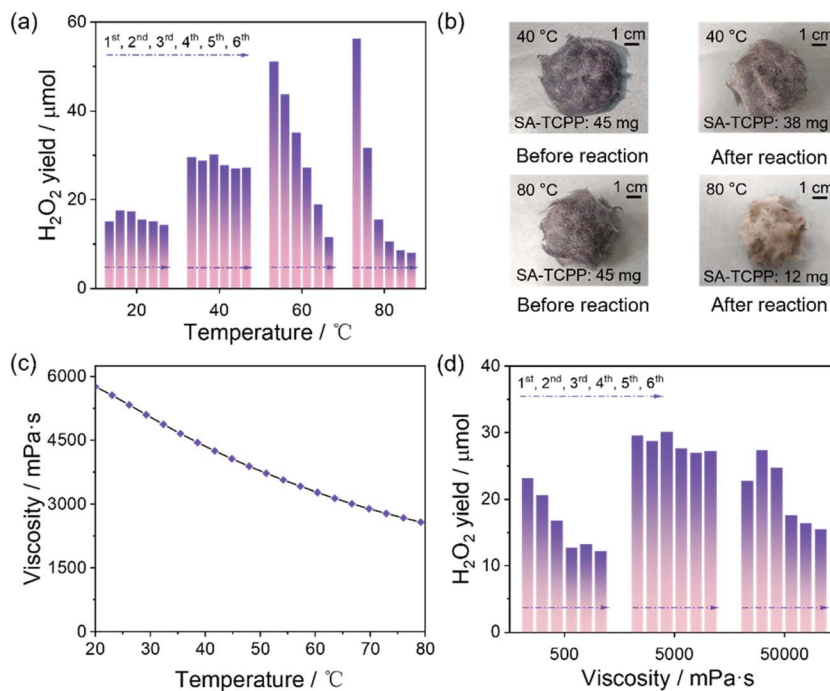 (a)
60
40
20
0
H₂O₂ yield / μmol
1ˢᵗ, 2ⁿᵈ, 3ʳᵈ, 4ᵗʰ, 5ᵗʰ, 6ᵗʰ
20 40 60 80
Temperature / ℃
(b)
40 °C 1 cm
SA-TCPP: 45 mg
Before reaction
40 °C 1 cm
SA-TCPP: 38 mg
After reaction
80 °C 1 cm
SA-TCPP: 45 mg
Before reaction
80 °C 1 cm
SA-TCPP: 12 mg
After reaction
(c)
6000
4500
3000
1500
0
Viscosity / mPa·s
20 30 40 50 60 70 80
Temperature / ℃
(d)
40
30
20
10
0
H₂O₂ yield / μmol
1ˢᵗ, 2ⁿᵈ, 3ʳᵈ, 4ᵗʰ, 5ᵗʰ, 6ᵗʰ
500 5000 50000
Viscosity / mPa·s